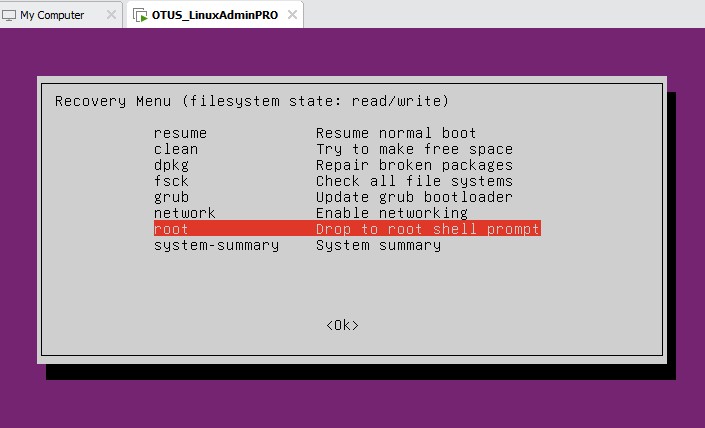 My Computer
OTUS_LinuxAdminPRO
Recovery Menu (filesystem state: read/write)
resume Resume normal boot
clean Try to make free space
dpkg Repair broken packages
fsck Check all file systems
grub Update grub bootloader
network Enable networking
root Drop to root shell prompt
system-summary System summary
<Ok>